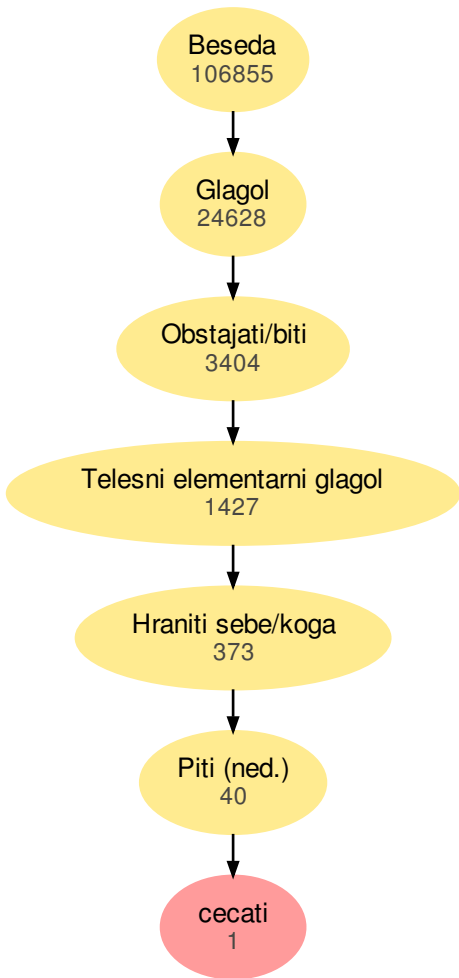 Beseda
106855
Glagol
24628
Obstajati/biti
3404
Telesni elementarni glagol
1427
Hraniti sebe/koga
373
Piti (ned.)
40
cecati
1